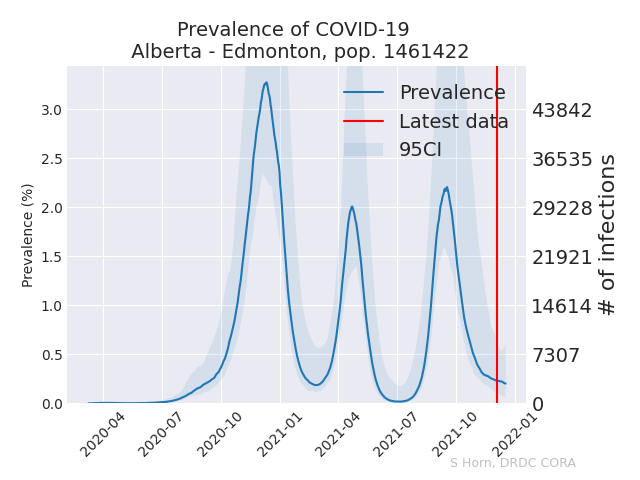 Prevalence of COVID-19
Alberta - Edmonton, pop. 1461422
Prevalence
Latest data
95CI
3.0
2.5
2.0
1.5
1.0
0.5
0.0
Prevalence (%)
43842
36535
29228
21921
14614
7307
0
# of infections
2020-04
2020-07
2020-10
2021-01
2021-04
2021-07
2021-10
2022-01
S Horn, DRDC CORA